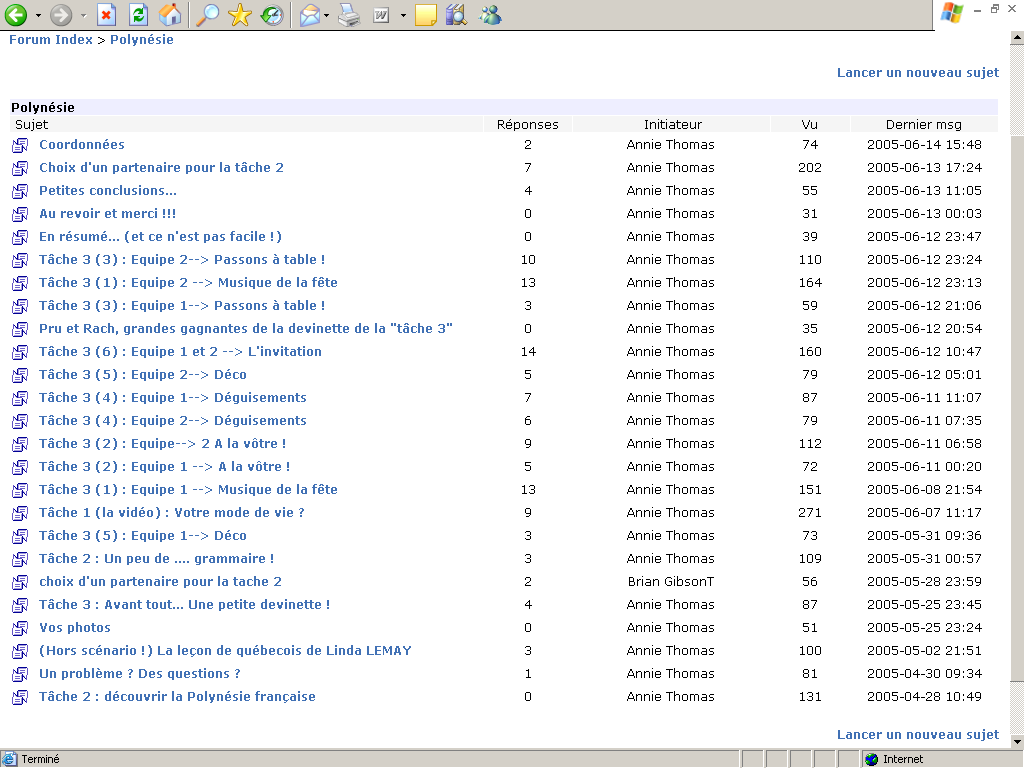 Forum Index > Polynésie
Lancer un nouveau sujet
Polynésie
Sujet Réponses Initiateur Vu Dernier msg
Coordonnées 2 Annie Thomas 74 2005-06-14 15:48
Choix d'un partenaire pour la tâche 2 7 Annie Thomas 202 2005-06-13 17:24
Petites conclusions... 4 Annie Thomas 55 2005-06-13 11:05
Au revoir et merci !!! 0 Annie Thomas 31 2005-06-13 00:03
En résumé... (et ce n'est pas facile !) 0 Annie Thomas 39 2005-06-12 23:47
Tâche 3 (3) : Equipe 2--> Passons à table ! 10 Annie Thomas 110 2005-06-12 23:24
Tâche 3 (1) : Equipe 2 --> Musique de la fête 13 Annie Thomas 164 2005-06-12 23:13
Tâche 3 (3) : Equipe 1--> Passons à table ! 3 Annie Thomas 59 2005-06-12 21:06
Pru et Rach, grandes gagnantes de la devinette de la "tâche 3" 0 Annie Thomas 35 2005-06-12 20:54
Tâche 3 (6) : Equipe 1 et 2 --> L'invitation 14 Annie Thomas 160 2005-06-12 10:47
Tâche 3 (5) : Equipe 2--> Déco 5 Annie Thomas 79 2005-06-12 05:01
Tâche 3 (4) : Equipe 1--> Déguisements 7 Annie Thomas 87 2005-06-11 11:07
Tâche 3 (4) : Equipe 2--> Déguisements 6 Annie Thomas 79 2005-06-11 07:35
Tâche 3 (2) : Equipe--> 2 A la vôtre ! 9 Annie Thomas 112 2005-06-11 06:58
Tâche 3 (2) : Equipe 1 --> A la vôtre ! 5 Annie Thomas 72 2005-06-11 00:20
Tâche 3 (1) : Equipe 1 --> Musique de la fête 13 Annie Thomas 151 2005-06-08 21:54
Tâche 1 (la vidéo) : Votre mode de vie ? 9 Annie Thomas 271 2005-06-07 11:17
Tâche 3 (5) : Equipe 1--> Déco 3 Annie Thomas 73 2005-05-31 09:36
Tâche 2 : Un peu de .... grammaire ! 3 Annie Thomas 109 2005-05-31 00:57
choix d'un partenaire pour la tache 2 2 Brian GibsonT 56 2005-05-28 23:59
Tâche 3 : Avant tout... Une petite devinette ! 4 Annie Thomas 87 2005-05-25 23:45
Vos photos 0 Annie Thomas 51 2005-05-25 23:24
(Hors scénario !) La leçon de québecois de Linda LEMAY 3 Annie Thomas 100 2005-05-02 21:51
Un problème ? Des questions ? 1 Annie Thomas 81 2005-04-30 09:34
Tâche 2 : découvrir la Polynésie française 0 Annie Thomas 131 2005-04-28 10:49
Lancer un nouveau sujet
Terminé Internet